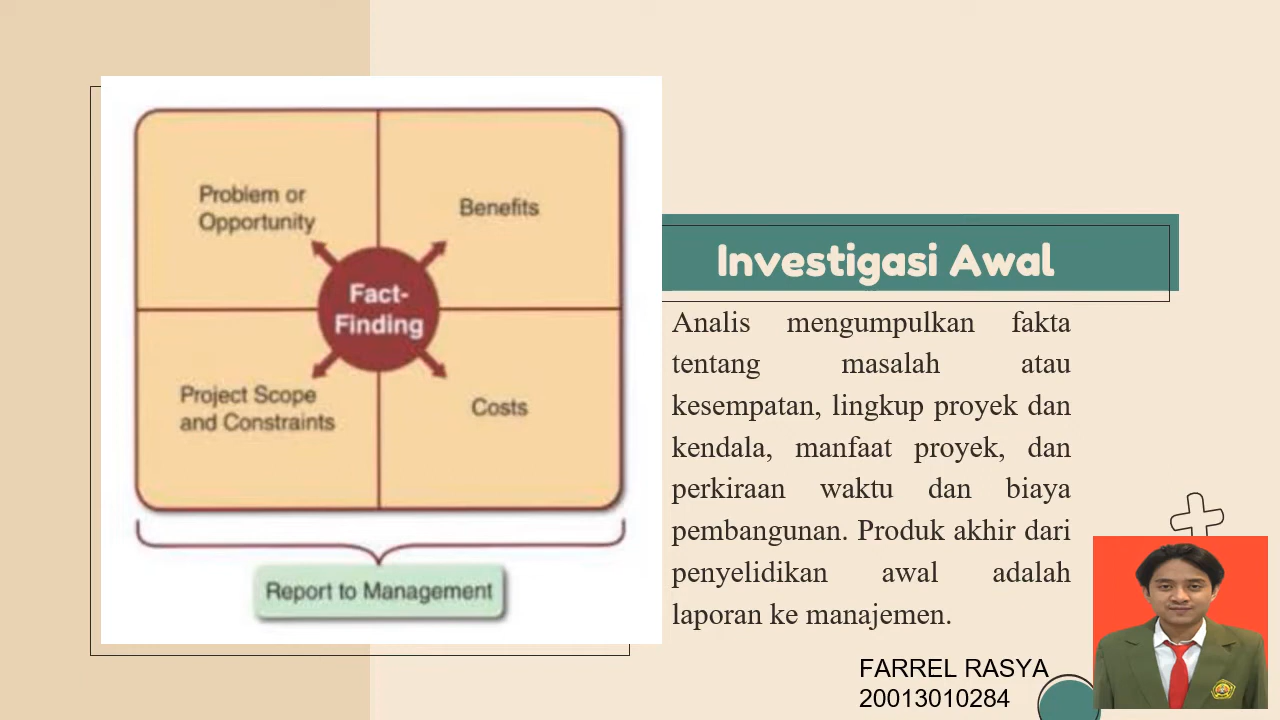 Problem or
Opportunity
Benefits
Fact-
Finding
Project Scope
and Constraints
Costs
Report to Management
Investigasi Awal
Analis mengumpulkan fakta
tentang masalah atau
kesempatan, lingkup proyek dan
kendala, manfaat proyek, dan
perkiraan waktu dan biaya
pembangunan. Produk akhir dari
penyelidikan awal adalah
laporan ke manajemen.
FARREL RASYA
20013010284